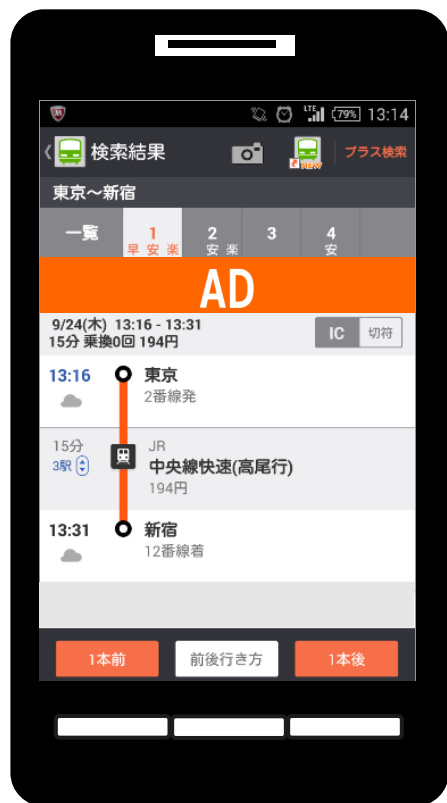 LTE 79% 13:14
検索結果 NEW プラス検索
東京～新宿
一覧 1 2 3 4
早 安 楽 安 楽 安
AD
9/24(木) 13:16 - 13:31
15分 乗換0回 194円
IC 切符
13:16 東京
2番線発
15分 JR
3駅 中央線快速(高尾行)
194円
13:31 新宿
12番線着
1本前 前後行き方 1本後